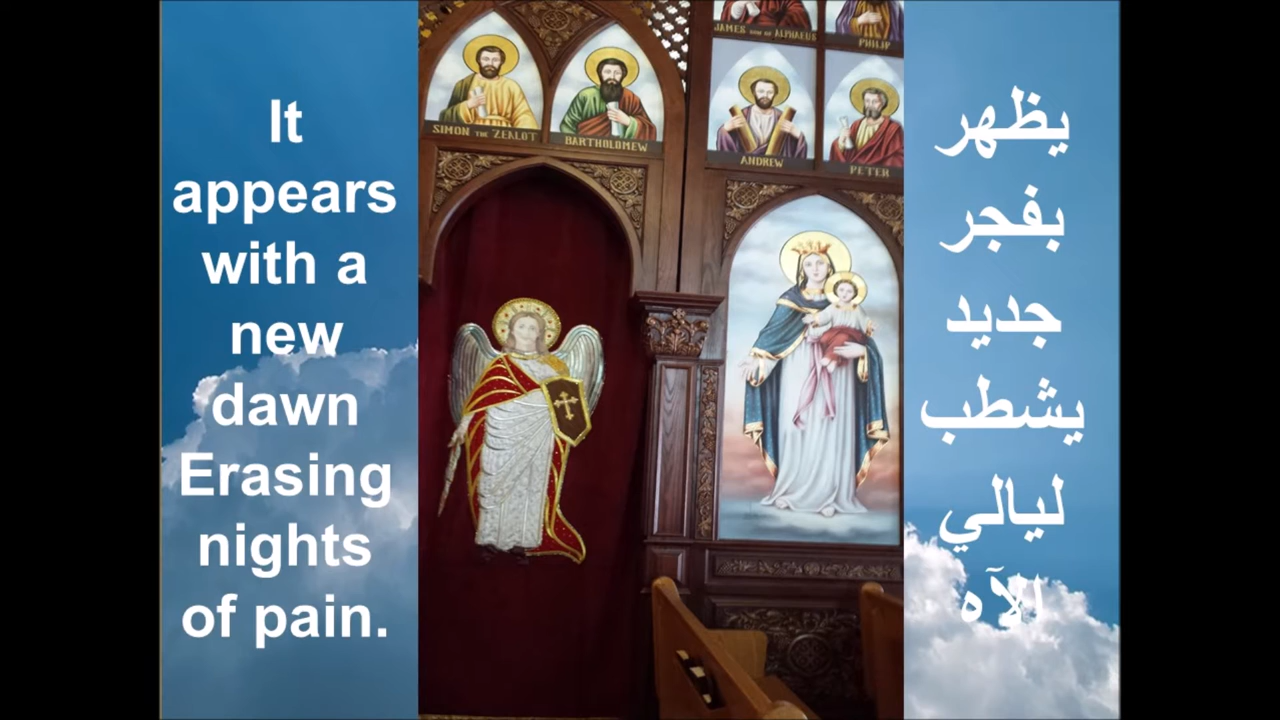 It
appears
with a
new
dawn
Erasing
nights
of pain.
JAMES SON OF ALPHAEUS
PHILIP
SIMON THE ZEALOT
BARTHOLOMEW
ANDREW
PETER
يظهر
بفجر
جديد
يشطب
ليالي
الآه